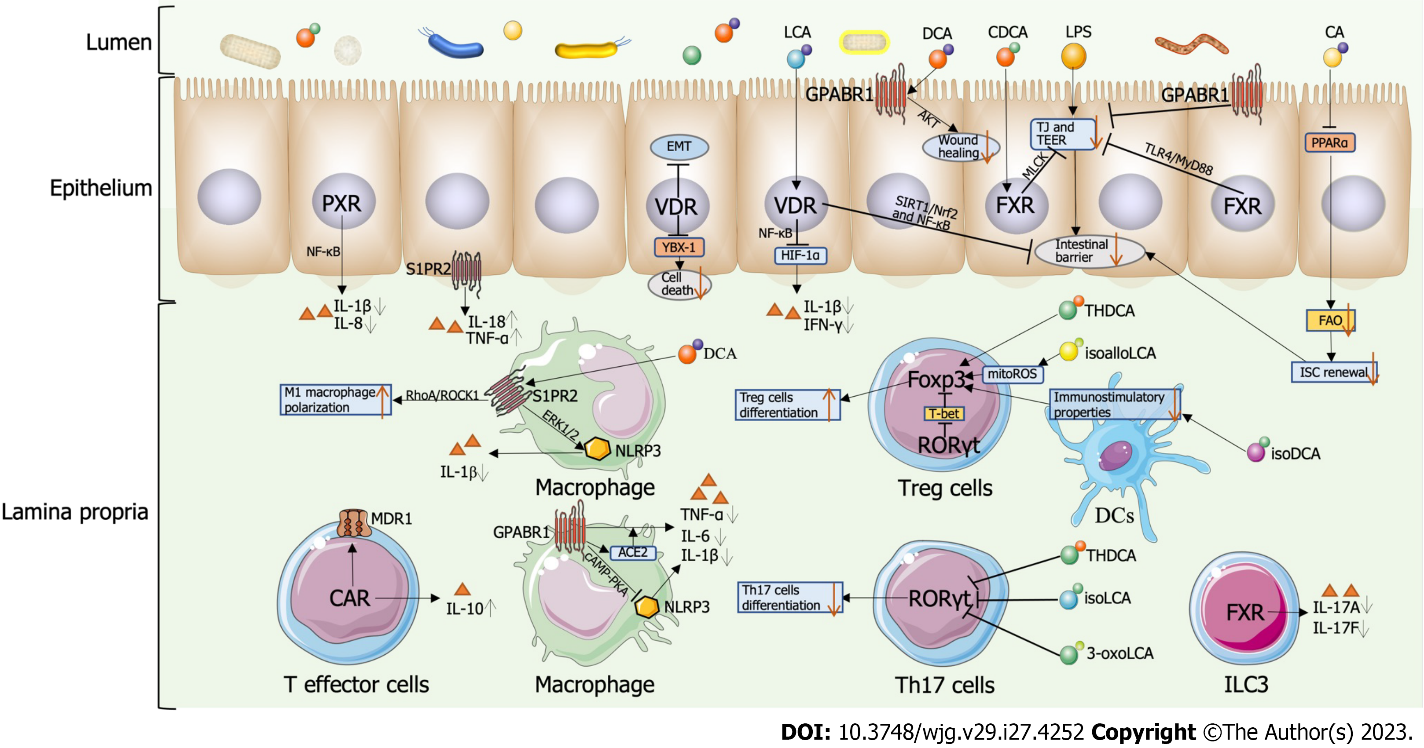 Lumen
LCA
DCA
CDCA
LPS
CA
GPABR1
GPABR1
AKT
Wound
healing
TJ and
TEER
MLCK
TLR4/MyD88
PPARα
Epithelium
EMT
PXR
VDR
VDR
FXR
FXR
SIRT1/Nrf2
and NF-κB
NF-κB
NF-κB
YBX-1
HIF-1α
Intestinal
barrier
S1PR2
Cell
death
IL-1β↓
IL-8↓
IL-18↑
TNF-α↑
IL-1β↓
IFN-γ↓
FAO
ISC renewal
THDCA
isoalloLCA
mitoROS
DCA
S1PR2
RhoA/ROCK1
M1 macrophage
polarization
ERK1/2
NLRP3
IL-1β↓
Macrophage
Treg cells
differentiation
Foxp3
T-bet
RORγt
Treg cells
Immunostimulatory
properties
isoDCA
DCs
Lamina propria
MDR1
CAR
IL-10↑
T effector cells
GPABR1
ACE2
cAMP-PKA
NLRP3
TNF-α↓
IL-6↓
IL-1β↓
Macrophage
Th17 cells
differentiation
RORγt
THDCA
isoLCA
3-oxoLCA
Th17 cells
FXR
IL-17A↓
IL-17F↓
ILC3
DOI: 10.3748/wjg.v29.i27.4252 Copyright ©The Author(s) 2023.